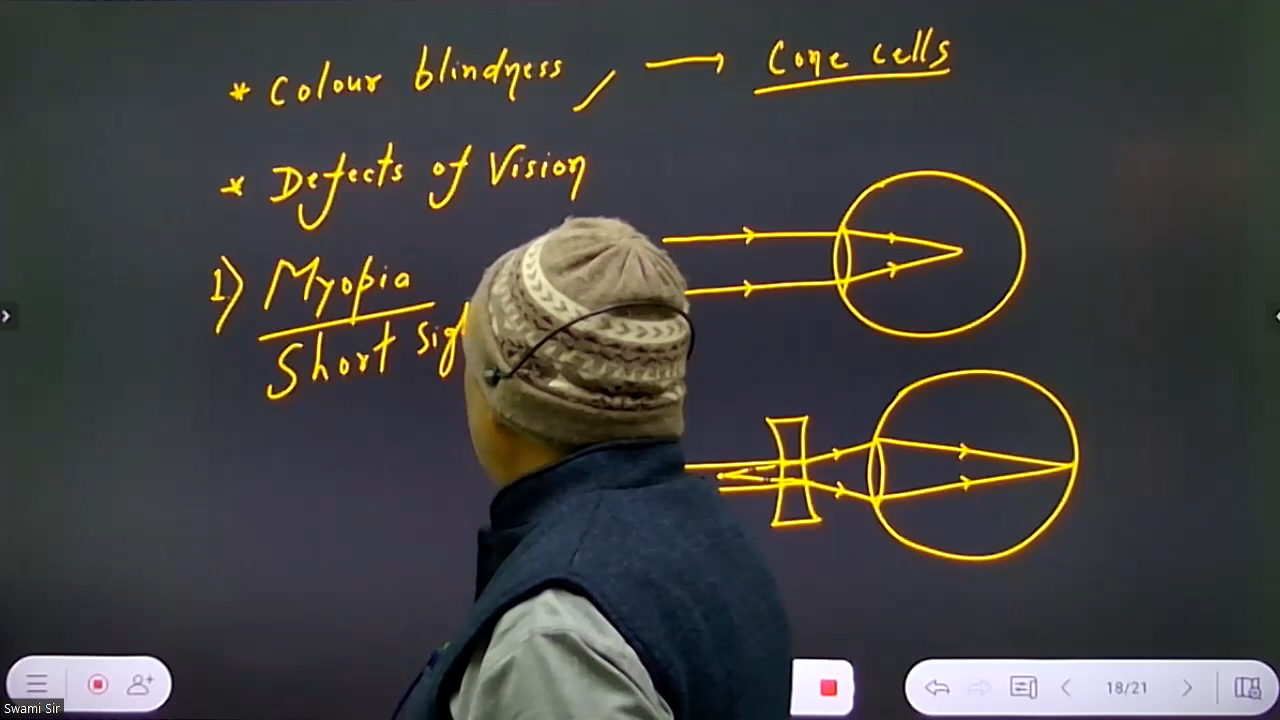 * Colour blindness → Cone cells
* Defects of Vision
1) Myopia
Short
18/21
Swami Sir